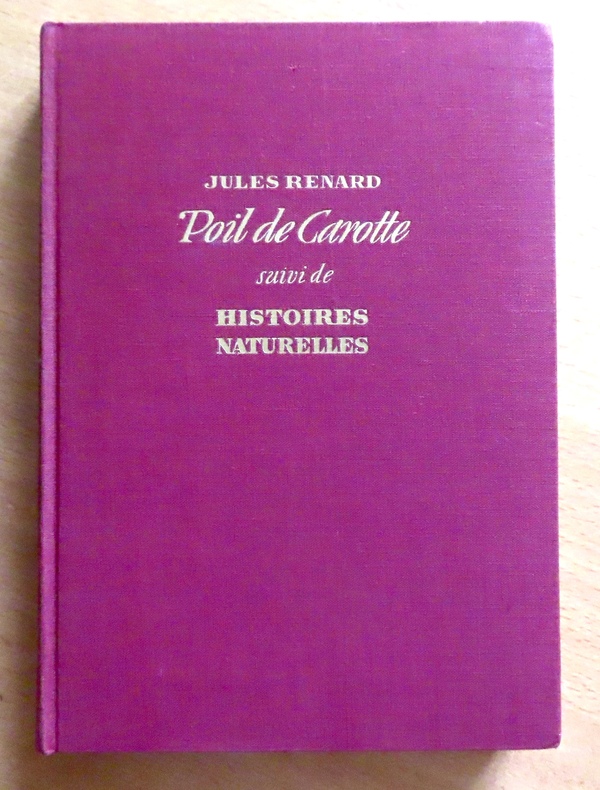 JULES RENARD
Poil de Carotte
suivi de
HISTOIRES
NATURELLES